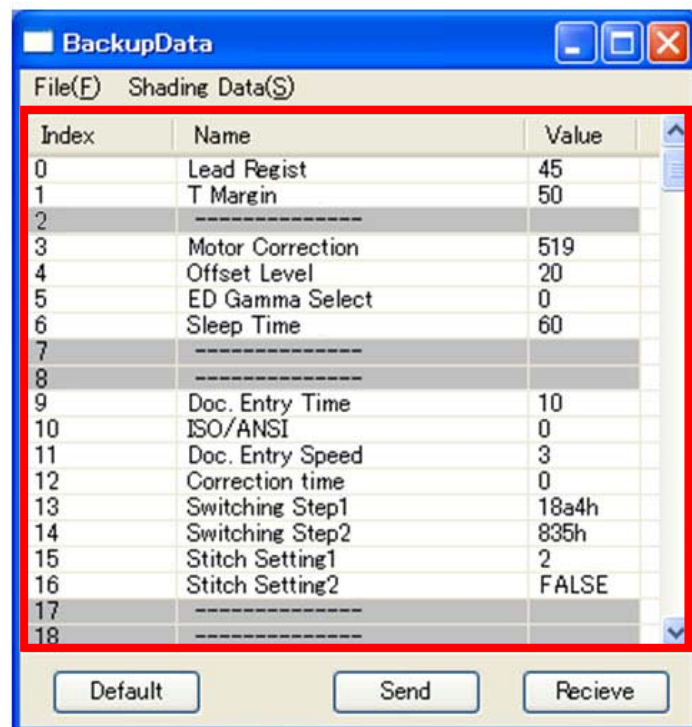 BackupData
File(F) Shading Data(S)
Index Name Value
0 Lead Regist 45
1 T Margin 50
2 --------------
3 Motor Correction 519
4 Offset Level 20
5 ED Gamma Select 0
6 Sleep Time 60
7 --------------
8 --------------
9 Doc. Entry Time 10
10 ISO/ANSI 0
11 Doc. Entry Speed 3
12 Correction time 0
13 Switching Step1 18a4h
14 Switching Step2 835h
15 Stitch Setting1 2
16 Stitch Setting2 FALSE
17 --------------
18 --------------
Default Send Recieve